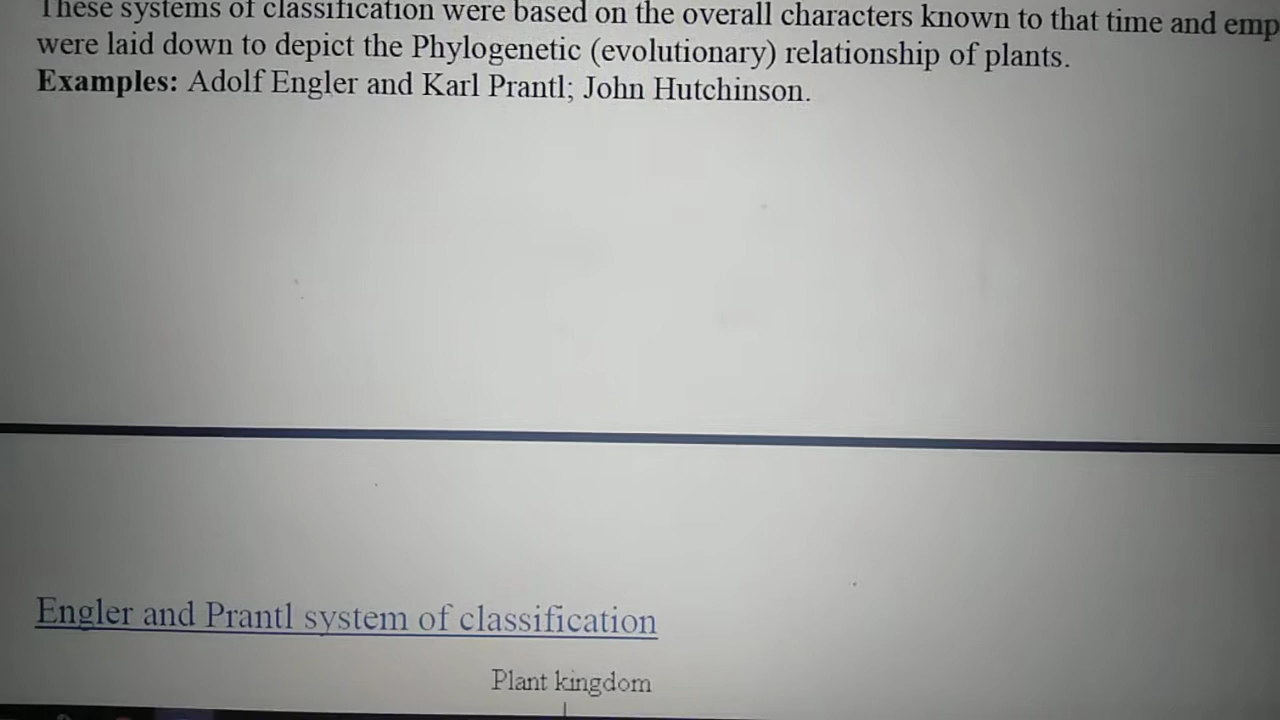 These systems of classification were based on the overall characters known to that time and emp
were laid down to depict the Phylogenetic (evolutionary) relationship of plants.
Examples: Adolf Engler and Karl Prantl; John Hutchinson.
Engler and Prantl system of classification
Plant kingdom